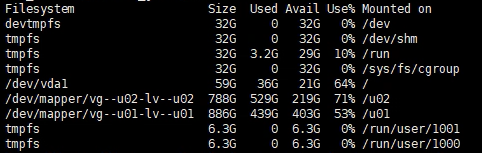 Filesystem Size Used Avail Use% Mounted on
devtmpfs 32G 0 32G 0% /dev
tmpfs 32G 0 32G 0% /dev/shm
tmpfs 32G 3.2G 29G 10% /run
tmpfs 32G 0 32G 0% /sys/fs/cgroup
/dev/vda1 59G 36G 21G 64% /
/dev/mapper/vg--u02-lv--u02 788G 529G 219G 71% /u02
/dev/mapper/vg--u01-lv--u01 886G 439G 403G 53% /u01
tmpfs 6.3G 0 6.3G 0% /run/user/1001
tmpfs 6.3G 0 6.3G 0% /run/user/1000